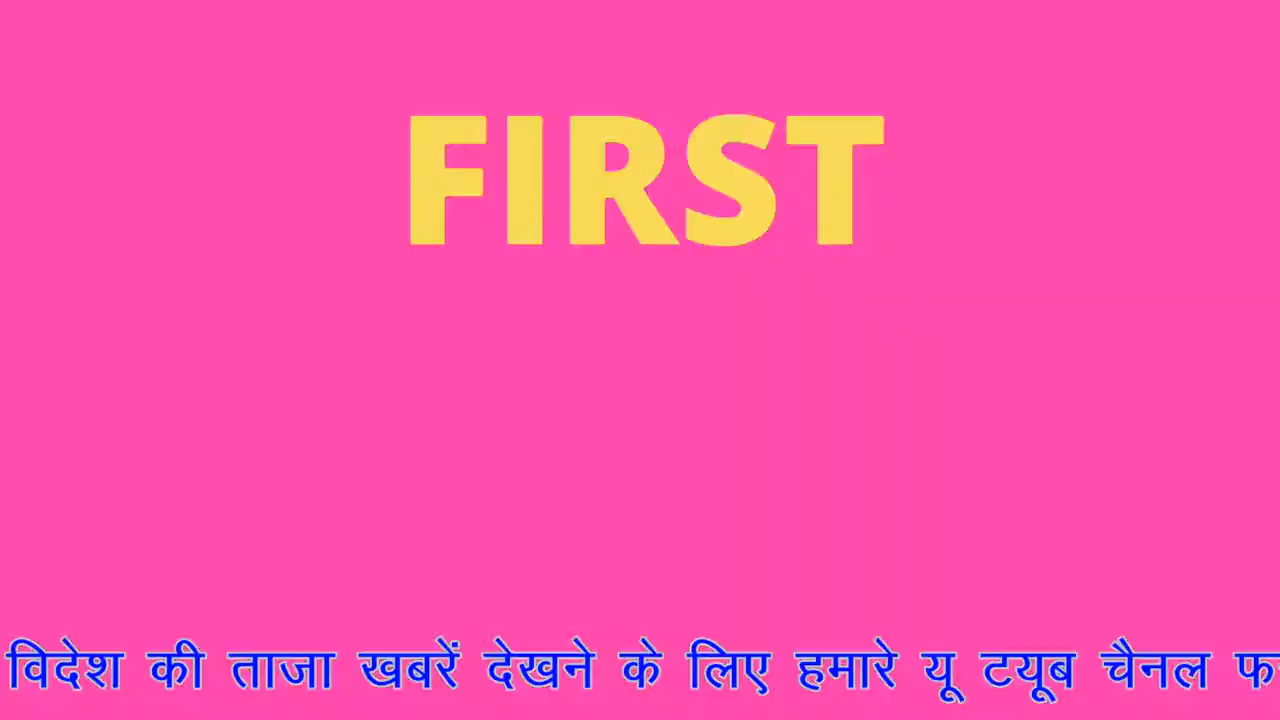 FIRST
विदेश की ताजा खबरें देखने के लिए हमारे यू टयूब चैनल